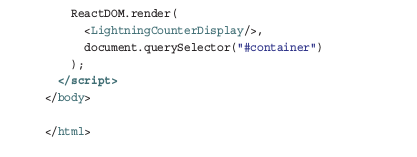 ReactDOM.render(
<LightningCounterDisplay/>,
document.querySelector("#container")
);
</script>
</body>
</html>